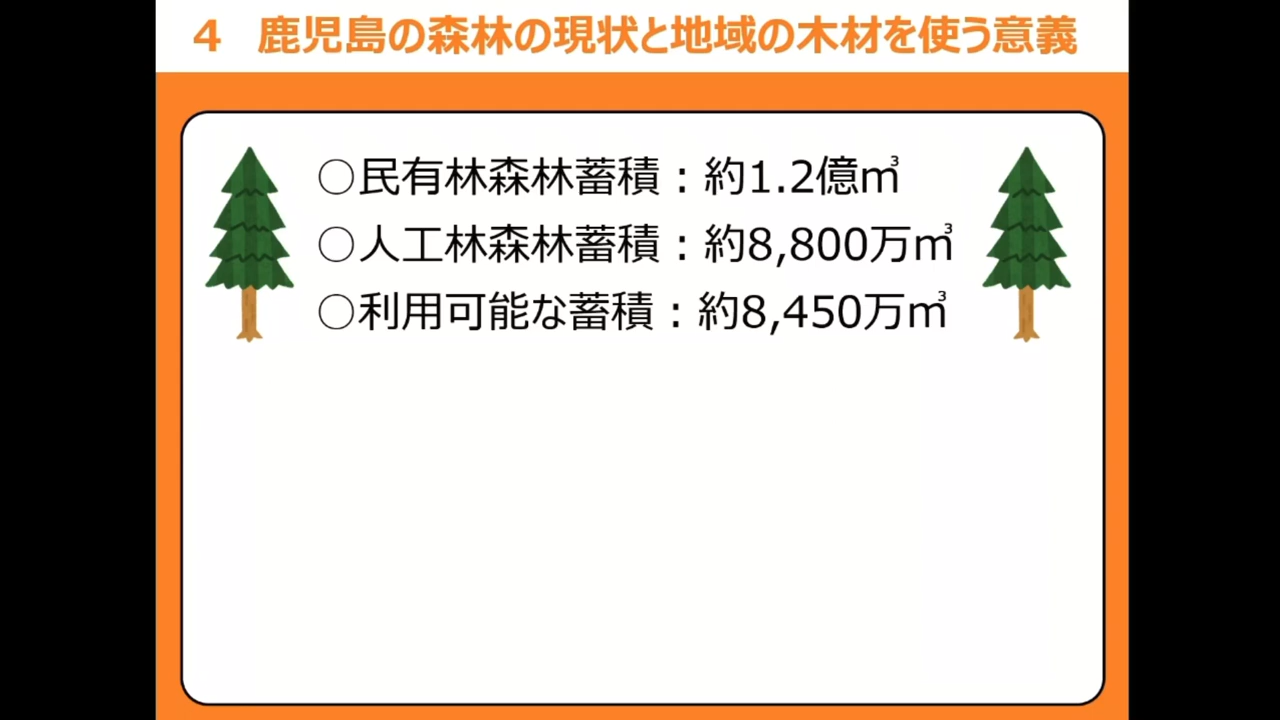 ４　鹿児島の森林の現状と地域の木材を使う意義
○民有林森林蓄積：約1.2億㎥
○人工林森林蓄積：約8,800万㎥
○利用可能な蓄積：約8,450万㎥